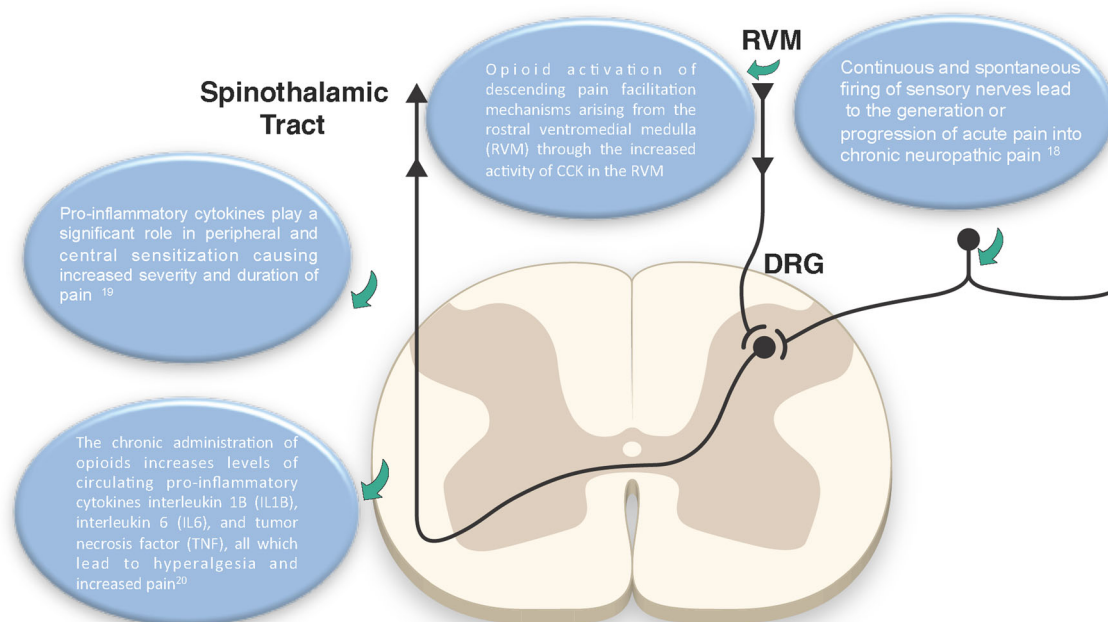 RVM
Opioid activation of
descending pain facilitation
mechanisms arising from the
rostral ventromedial medulla
(RVM) through the increased
activity of CCK in the RVM
Continuous and spontaneous
firing of sensory nerves lead
to the generation or
progression of acute pain into
chronic neuropathic pain 18
Spinothalamic
Tract
Pro-inflammatory cytokines play a
significant role in peripheral and
central sensitization causing
increased severity and duration of
pain 19
DRG
The chronic administration of
opioids increases levels of
circulating pro-inflammatory
cytokines interleukin 1B (IL1B),
interleukin 6 (IL6), and tumor
necrosis factor (TNF), all which
lead to hyperalgesia and
increased pain20